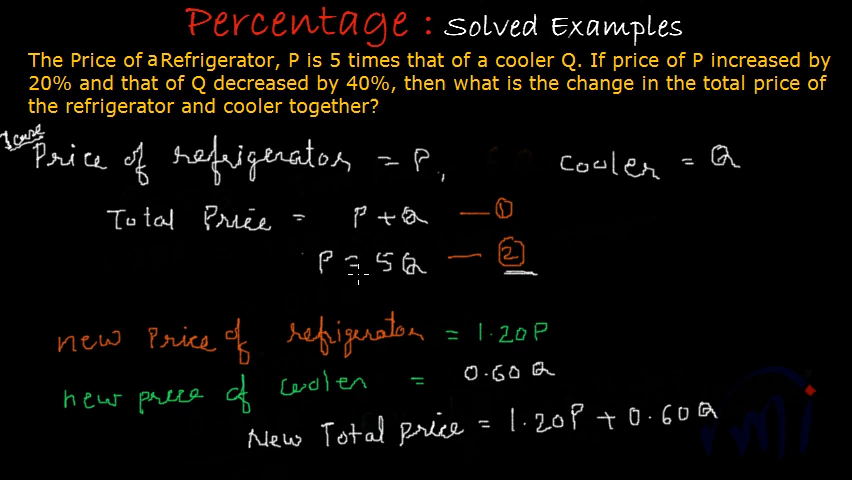 Percentage : Solved Examples
The Price of a Refrigerator, P is 5 times that of a cooler Q. If price of P increased by
20% and that of Q decreased by 40%, then what is the change in the total price of
the refrigerator and cooler together?
I case
Price of refrigerator = P, cooler = Q
Total Price = P + Q — ①
P = 5Q — ②
new Price of refrigerator = 1.20P
new price of cooler = 0.60Q
New Total price = 1.20P + 0.60Q